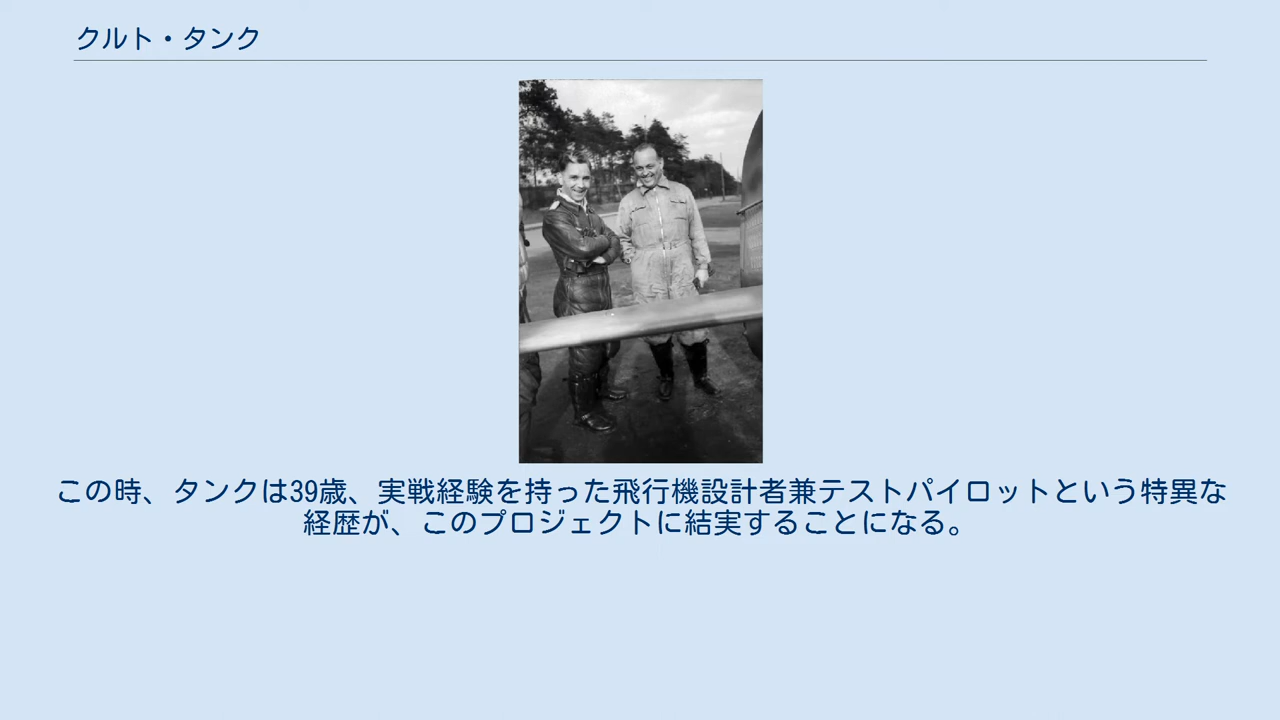 クルト・タンク
この時、タンクは39歳、実戦経験を持った飛行機設計者兼テストパイロットという特異な
経歴が、このプロジェクトに結実することになる。